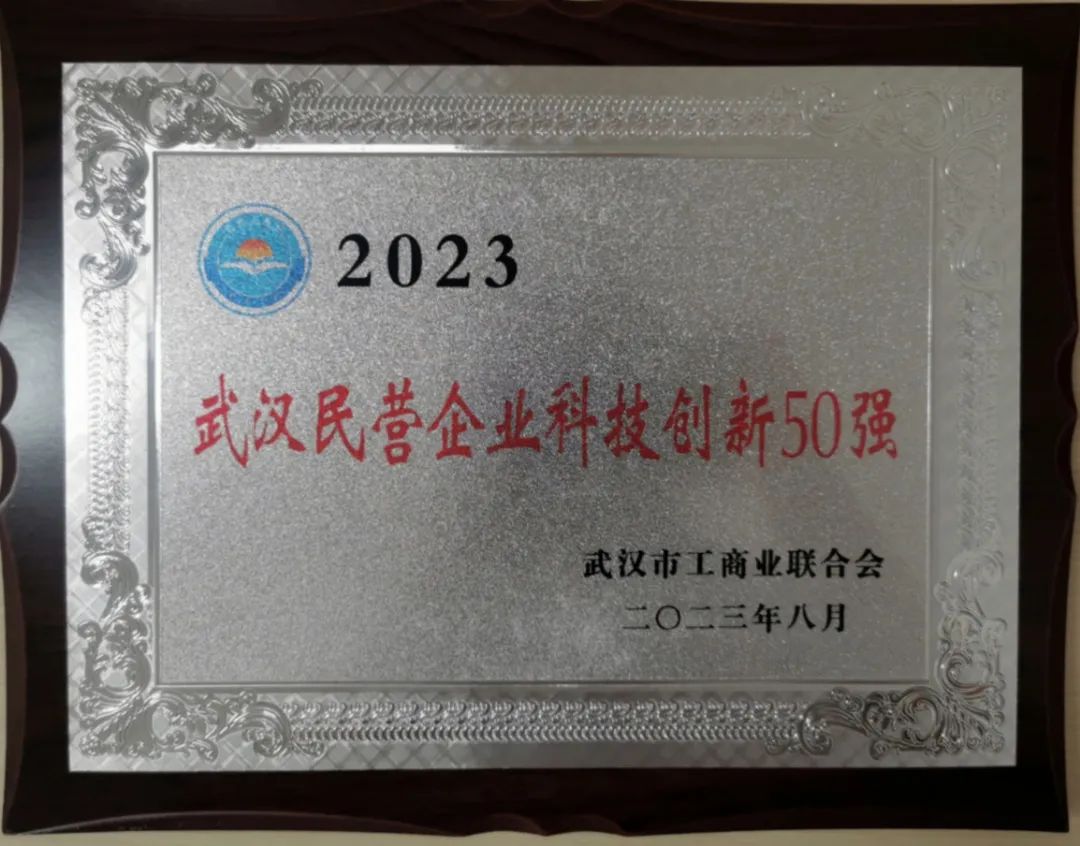 2023
武汉民营企业科技创新50强
武汉市工商业联合会
二〇二三年八月